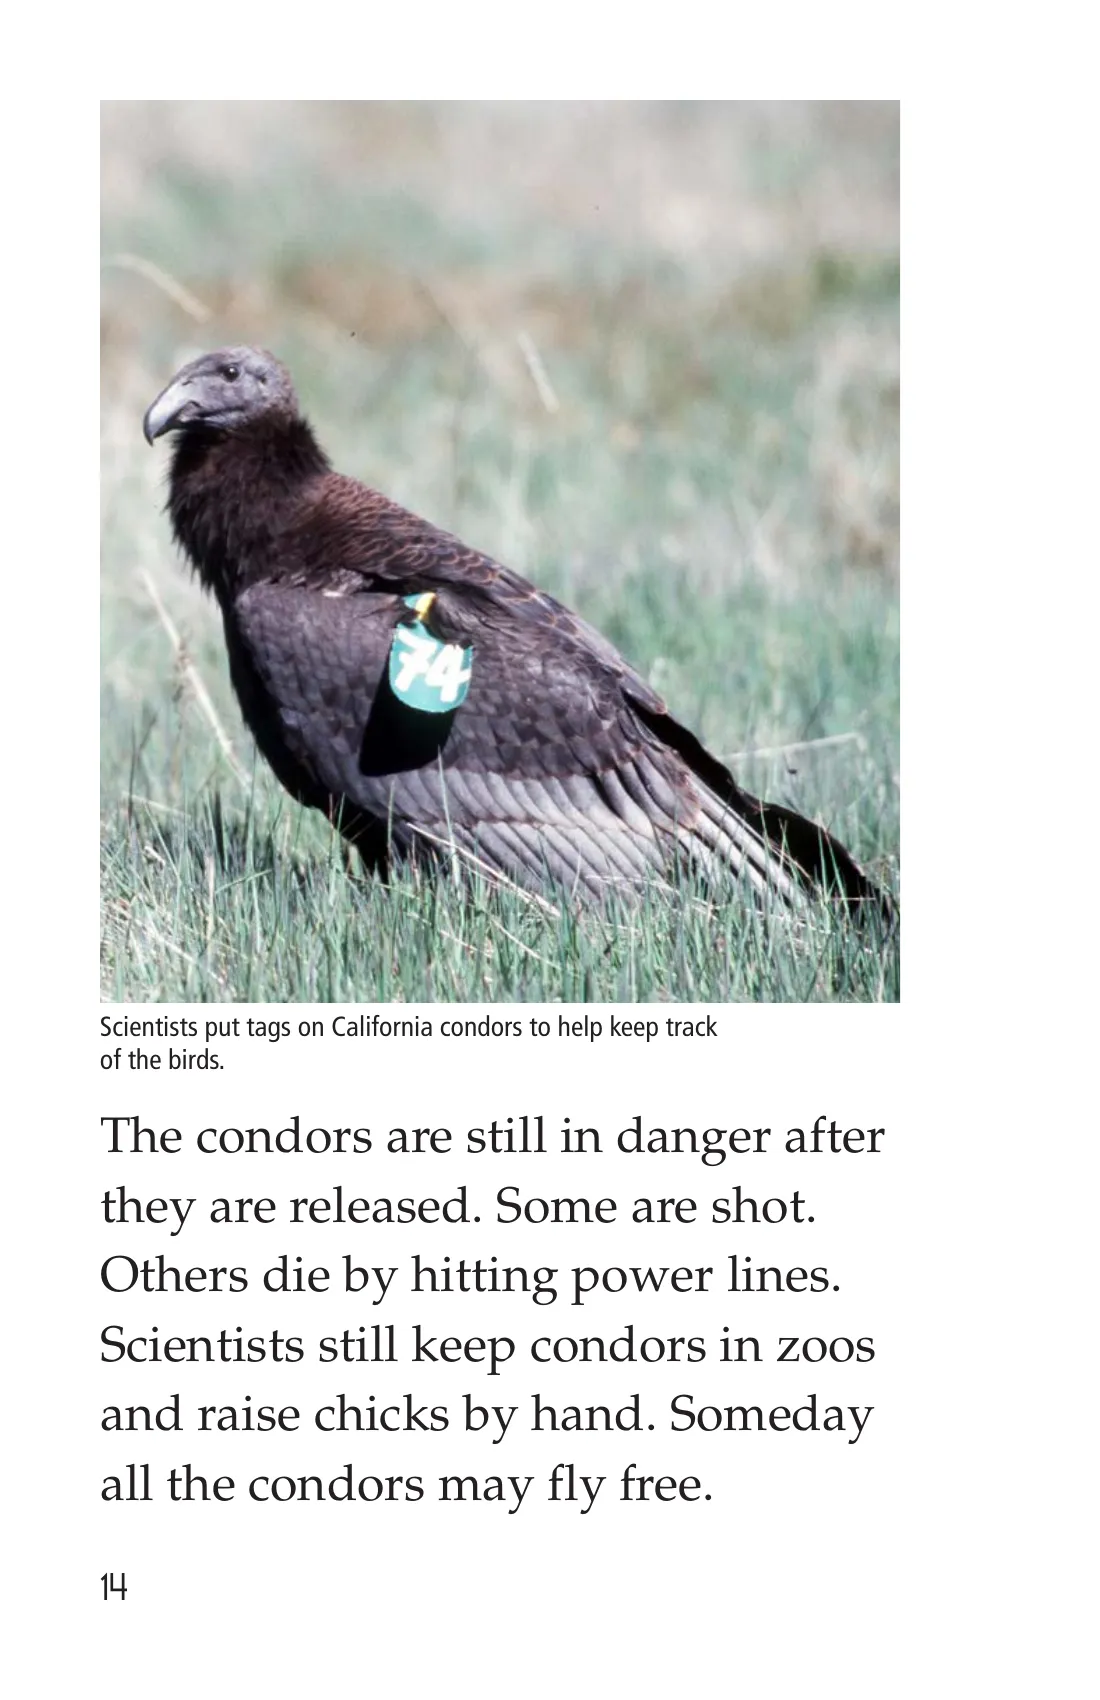 74
Scientists put tags on California condors to help keep track
of the birds.
The condors are still in danger after
they are released. Some are shot.
Others die by hitting power lines.
Scientists still keep condors in zoos
and raise chicks by hand. Someday
all the condors may fly free.
14